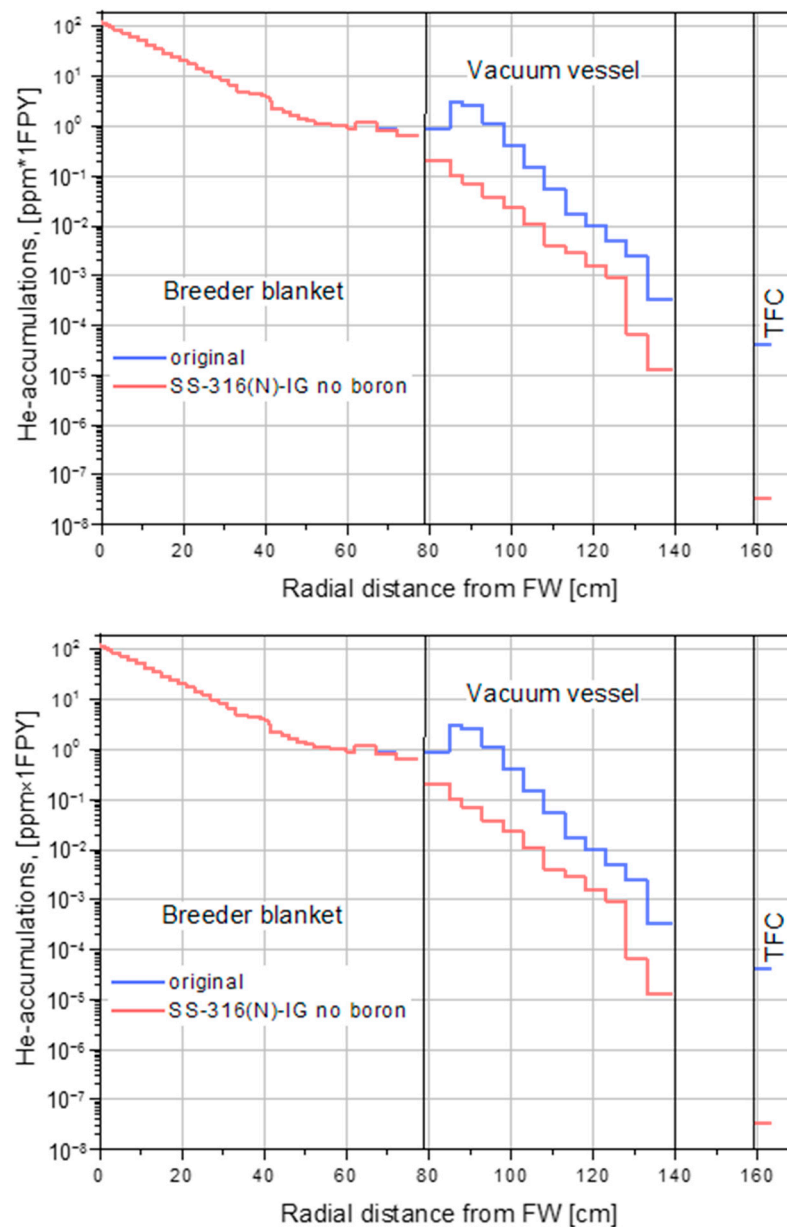 10²
10¹
10⁰
10⁻¹
10⁻²
10⁻³
10⁻⁴
10⁻⁵
10⁻⁶
10⁻⁷
10⁻⁸
He-accumulations, [ppm*1FPY]
Vacuum vessel
Breeder blanket
original
SS-316(N)-IG no boron
TFC
0 20 40 60 80 100 120 140 160
Radial distance from FW [cm]
10²
10¹
10⁰
10⁻¹
10⁻²
10⁻³
10⁻⁴
10⁻⁵
10⁻⁶
10⁻⁷
10⁻⁸
He-accumulations, [ppm×1FPY]
Vacuum vessel
Breeder blanket
original
SS-316(N)-IG no boron
TFC
0 20 40 60 80 100 120 140 160
Radial distance from FW [cm]